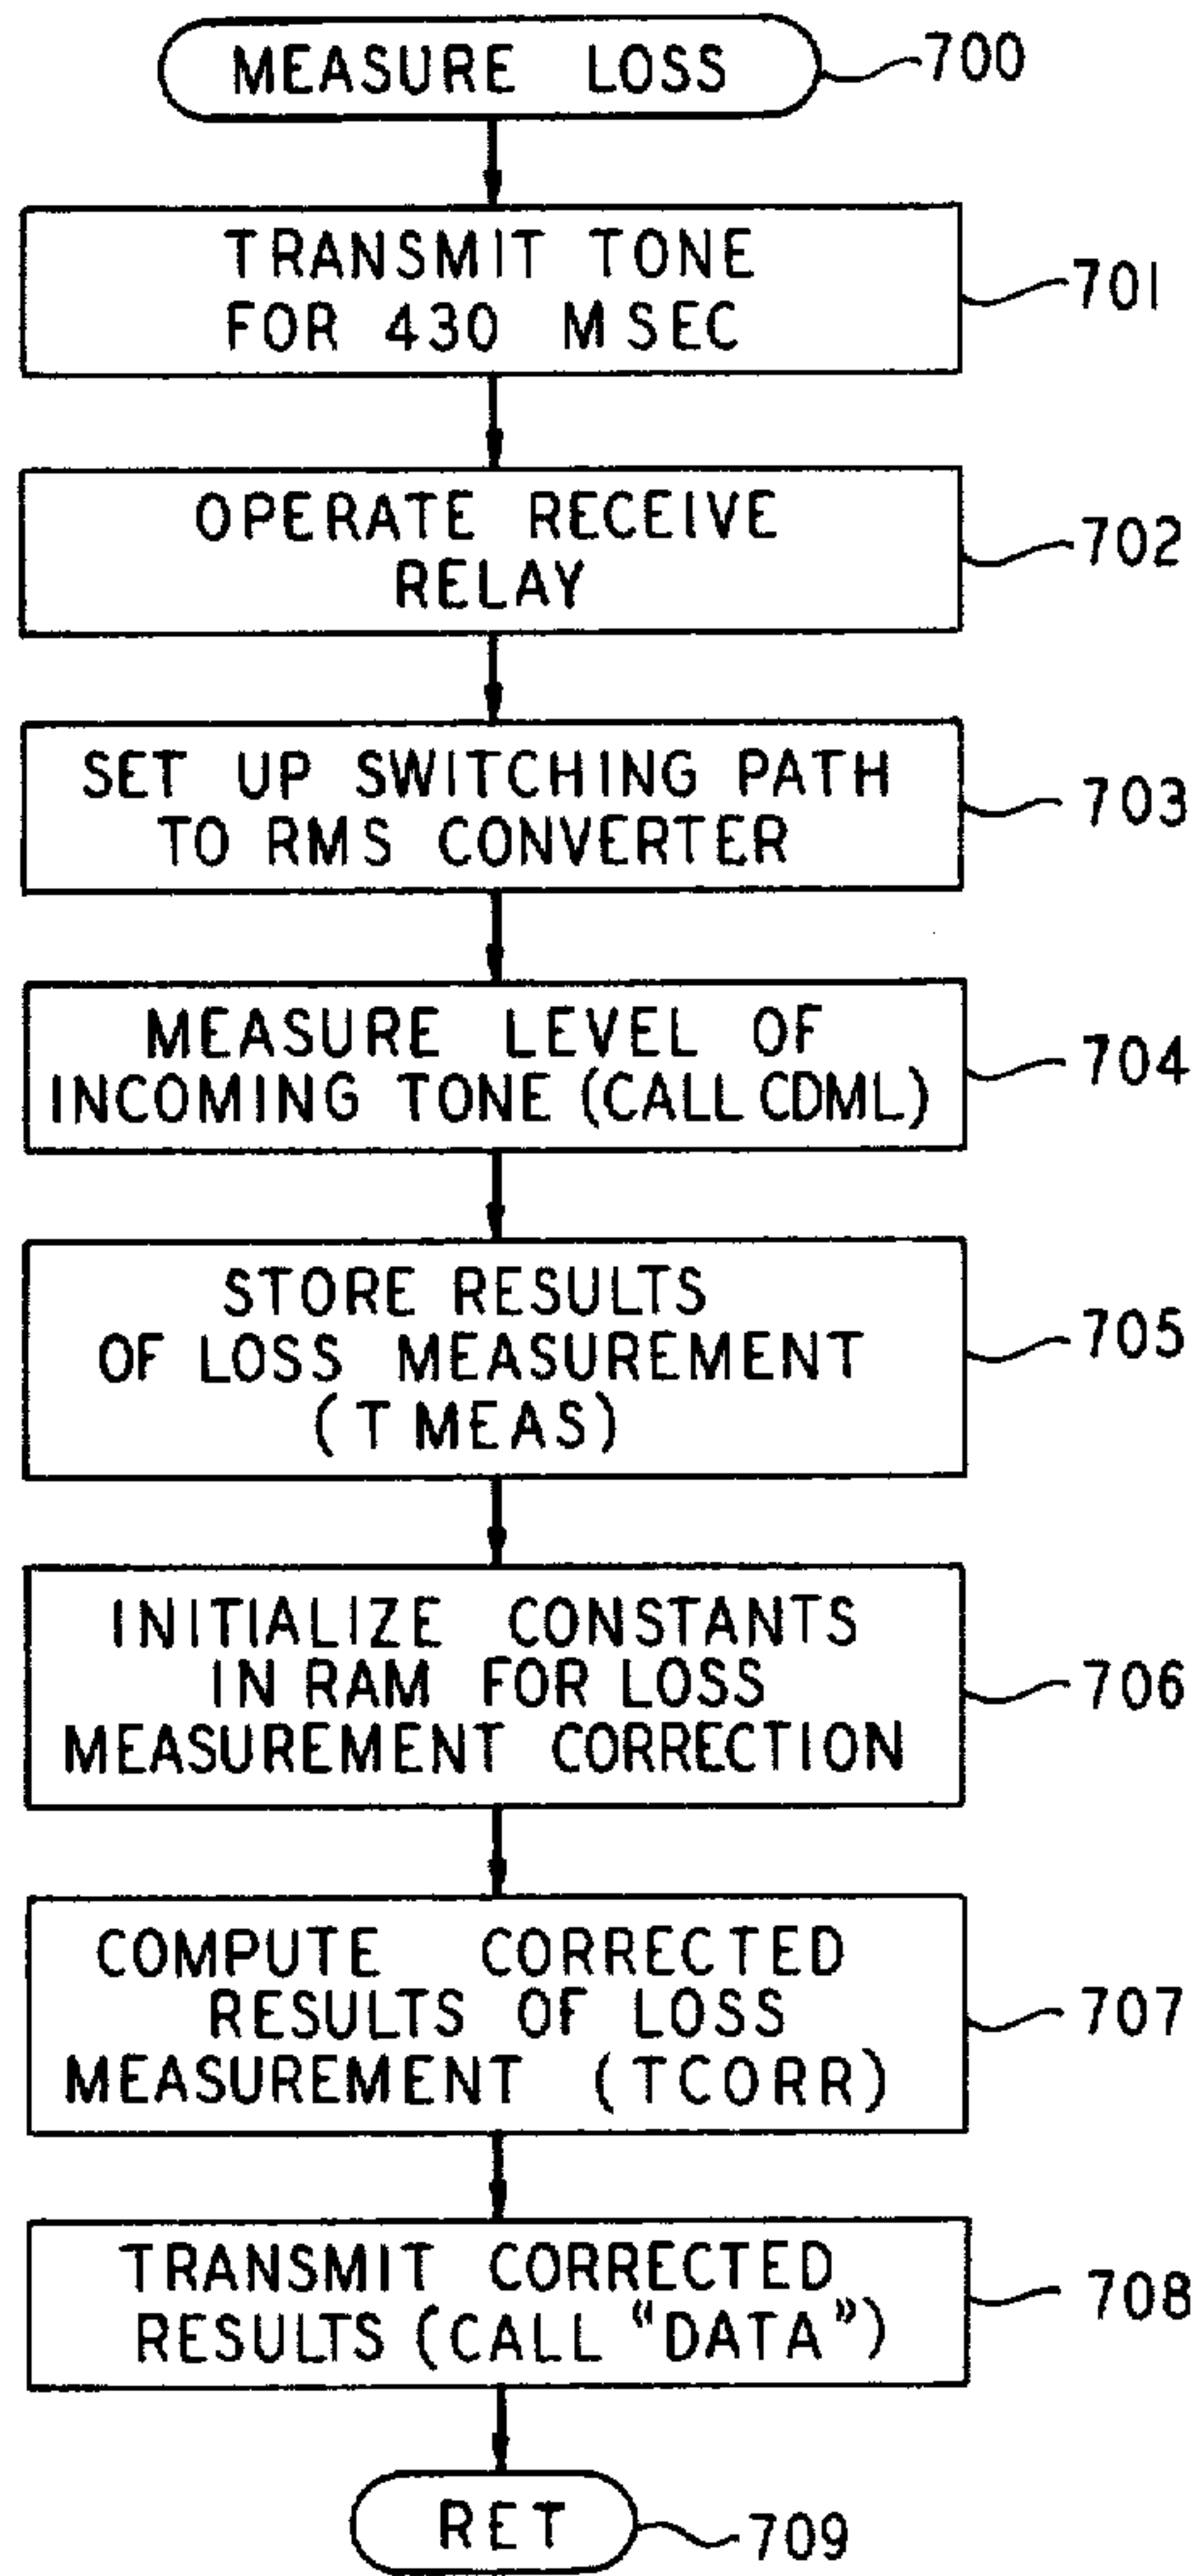 MEASURE LOSS
700
TRANSMIT TONE
FOR 430 MSEC
701
OPERATE RECEIVE
RELAY
702
SET UP SWITCHING PATH
TO RMS CONVERTER
703
MEASURE LEVEL OF
INCOMING TONE (CALL CDML)
704
STORE RESULTS
OF LOSS MEASUREMENT
(TMEAS)
705
INITIALIZE CONSTANTS
IN RAM FOR LOSS
MEASUREMENT CORRECTION
706
COMPUTE CORRECTED
RESULTS OF LOSS
MEASUREMENT (TCORR)
707
TRANSMIT CORRECTED
RESULTS (CALL "DATA")
708
RET
709